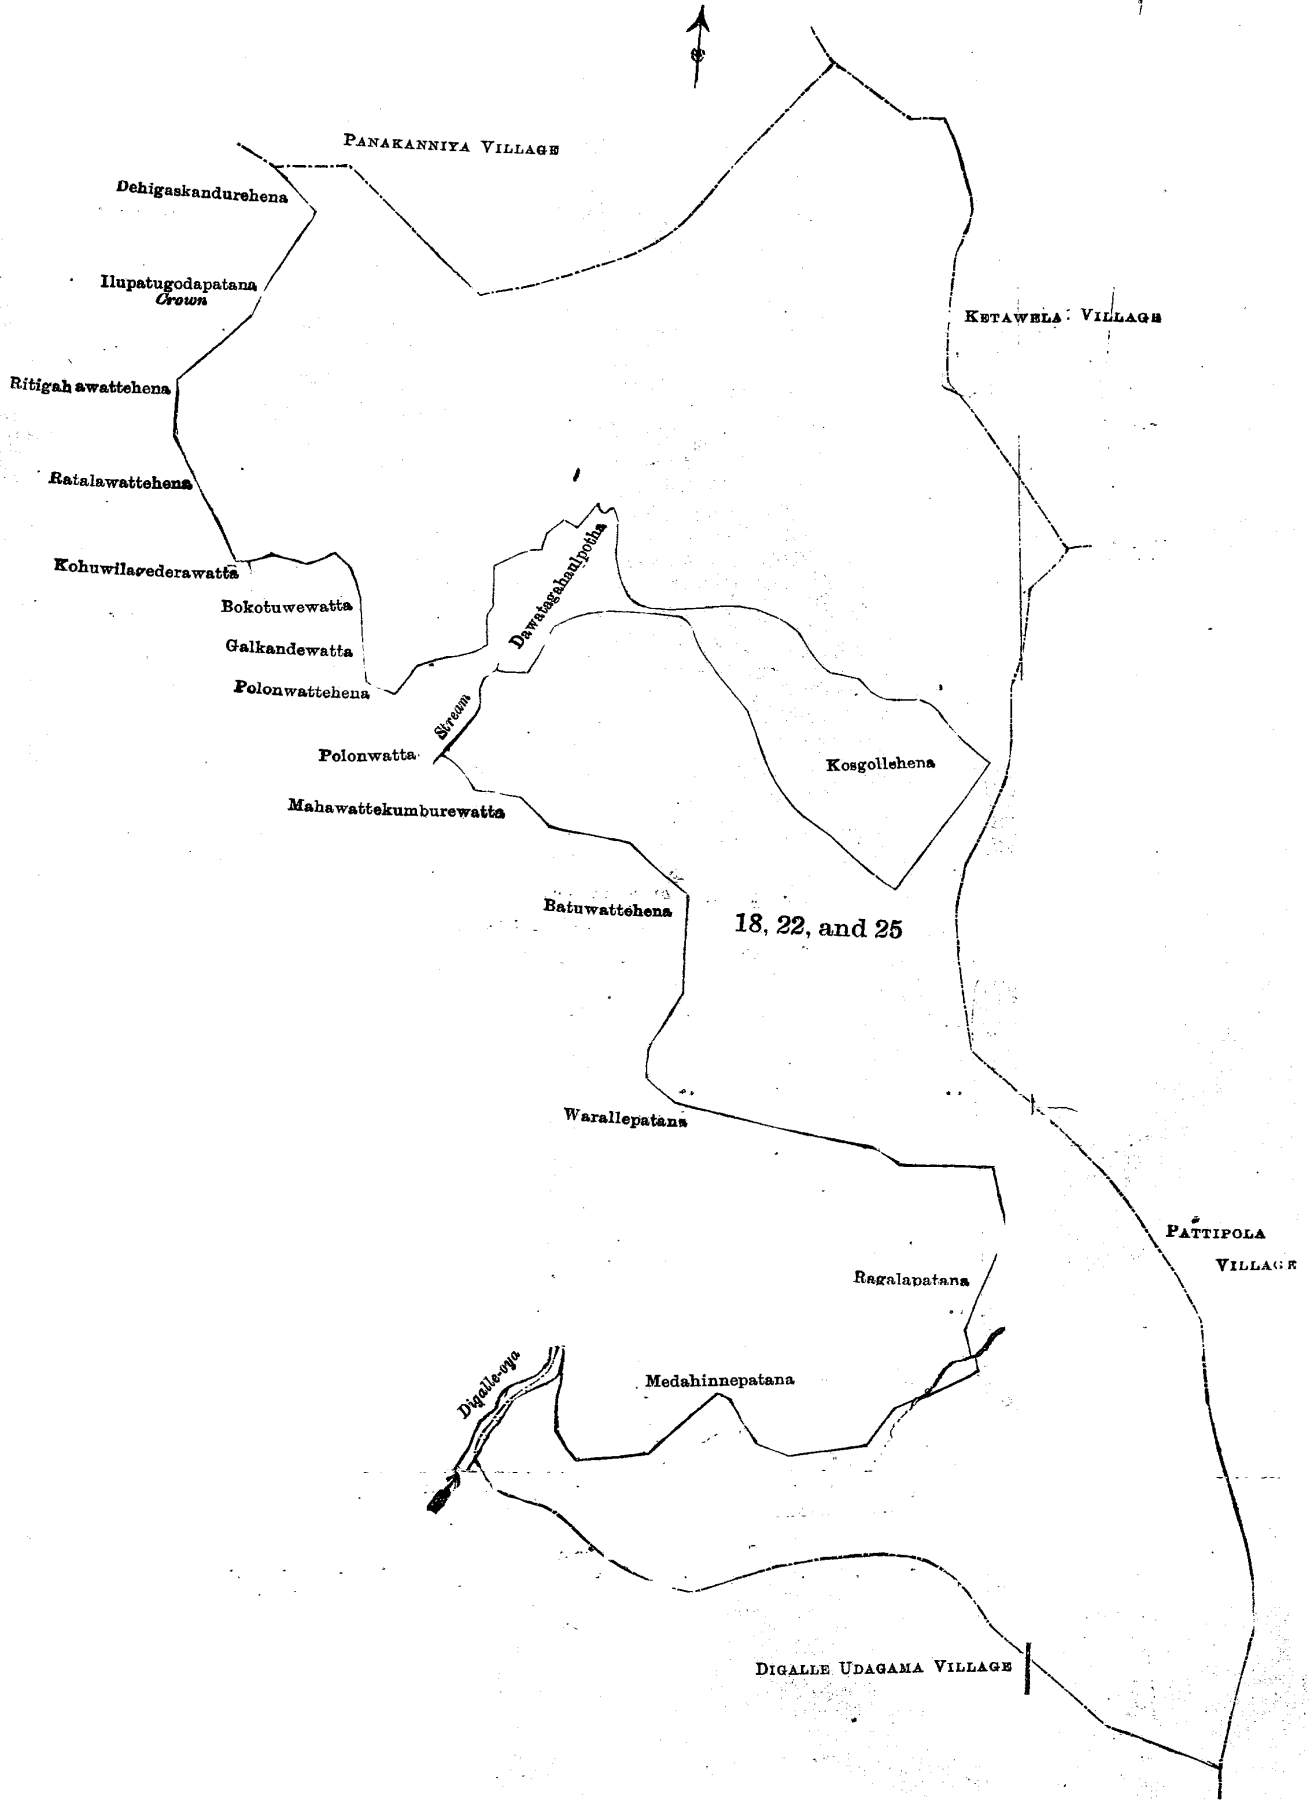 PANAKANNIYA VILLAGE
Dehigaskandurehena
Ilupatugodapatana
Crown
KETAWELA VILLAGE
Ritigahawattehena
Ratalawattehena
Dawatagahaulpotha
Kohuwilagederawatta
Bokotuwewatta
Galkandewatta
Polonwattehena
Stream
Polonwatta
Kosgollehena
Mahawattekumburewatta
Batuwattehena
18, 22, and 25
Warallepatana
PATTIPOLA
VILLAGE
Ragalapatana
Digalle-oya
Medahinnepatana
DIGALLE UDAGAMA VILLAGE